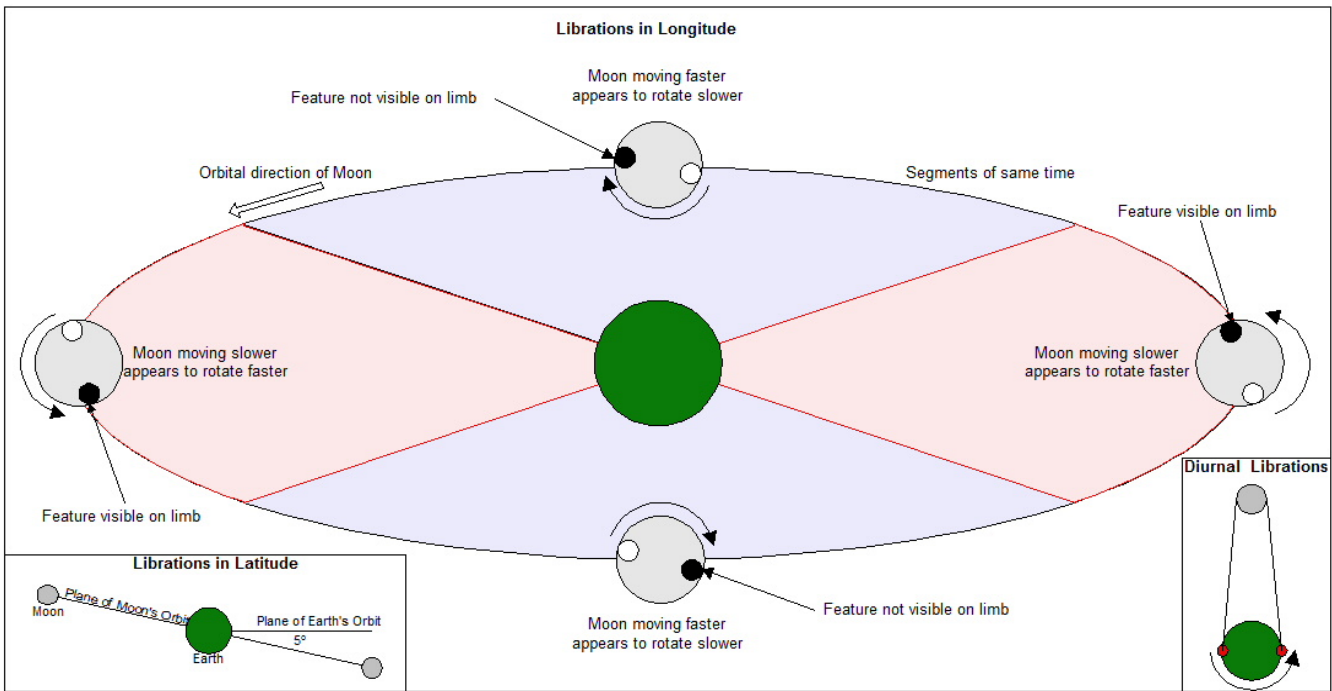 Librations in Longitude
Moon moving faster
appears to rotate slower
Feature not visible on limb
Orbital direction of Moon
Segments of same time
Feature visible on limb
Moon moving slower
appears to rotate faster
Moon moving slower
appears to rotate faster
Feature visible on limb
Moon moving faster
appears to rotate slower
Feature not visible on limb
Librations in Latitude
Plane of Moon's Orbit
Moon
Plane of Earth's Orbit
5º
Earth
Diurnal Librations